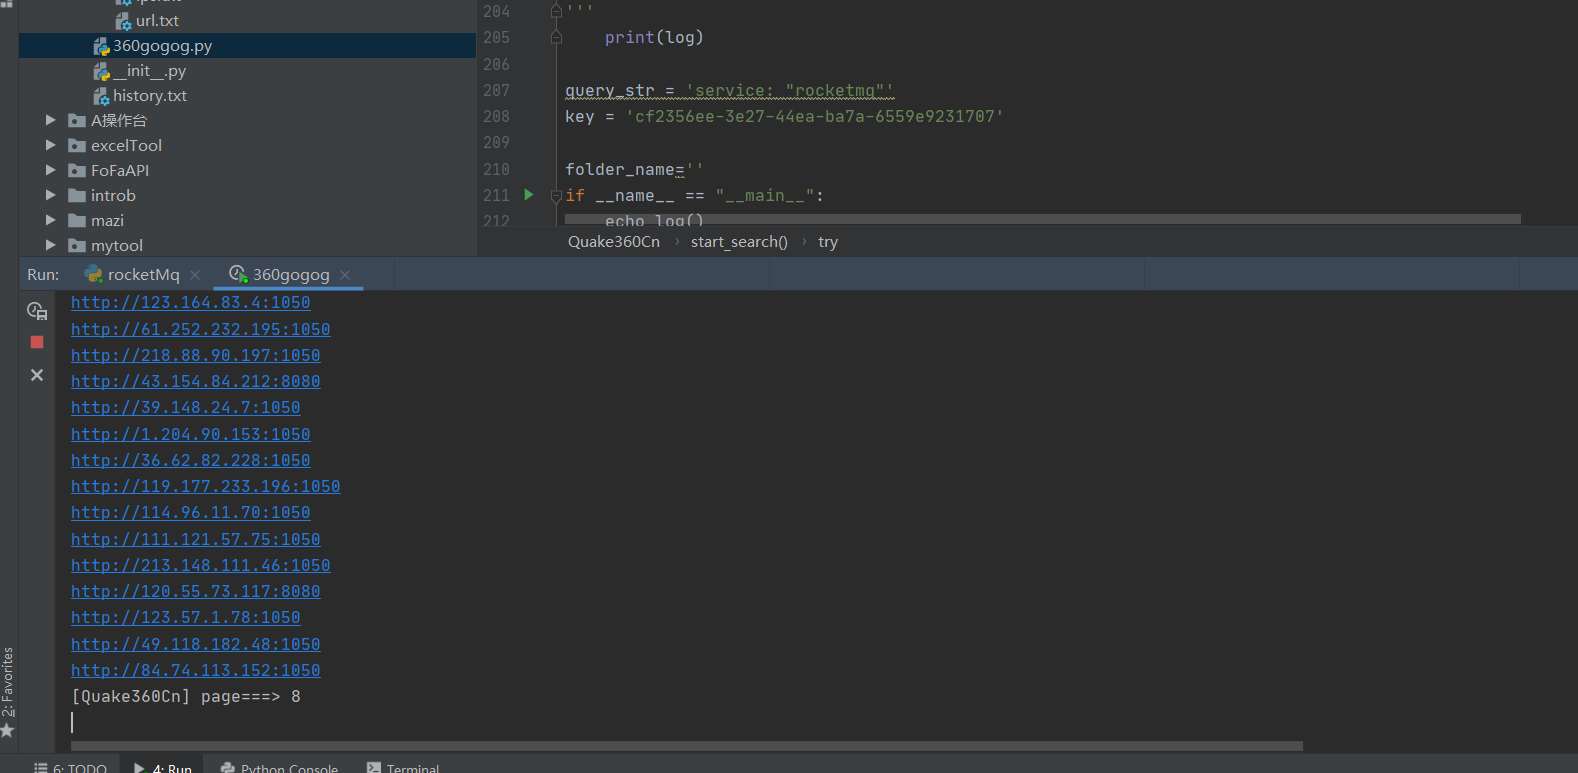 url.txt
360gogog.py
__init__.py
history.txt
A操作台
excelTool
FoFaAPI
introb
mazi
mytool
204 '''
205 print(log)
206
207 query_str = 'service: "rocketmq"'
208 key = 'cf2356ee-3e27-44ea-ba7a-6559e9231707'
209
210 folder_name=''
211 if __name__ == "__main__":
212 echo_log()
Quake360Cn › start_search() › try
Run: rocketMq 360gogog
http://123.164.83.4:1050
http://61.252.232.195:1050
http://218.88.90.197:1050
http://43.154.84.212:8080
http://39.148.24.7:1050
http://1.204.90.153:1050
http://36.62.82.228:1050
http://119.177.233.196:1050
http://114.96.11.70:1050
http://111.121.57.75:1050
http://213.148.111.46:1050
http://120.55.73.117:8080
http://123.57.1.78:1050
http://49.118.182.48:1050
http://84.74.113.152:1050
[Quake360Cn] page===> 8
2: Favorites
6: TODO 4: Run Python Console Terminal